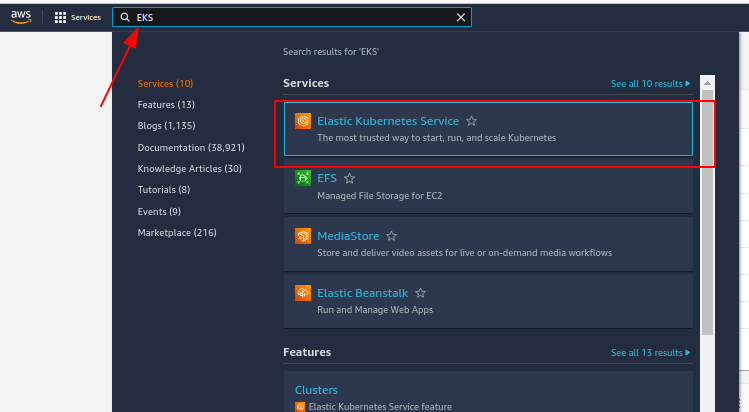 aws
Services
EKS
Search results for 'EKS'
Services (10)
Features (13)
Blogs (1,135)
Documentation (38,921)
Knowledge Articles (30)
Tutorials (8)
Events (9)
Marketplace (216)
Services
See all 10 results
Elastic Kubernetes Service
The most trusted way to start, run, and scale Kubernetes
EFS
Managed File Storage for EC2
MediaStore
Store and deliver video assets for live or on-demand media workflows
Elastic Beanstalk
Run and Manage Web Apps
Features
See all 13 results
Clusters
Elastic Kubernetes Service feature